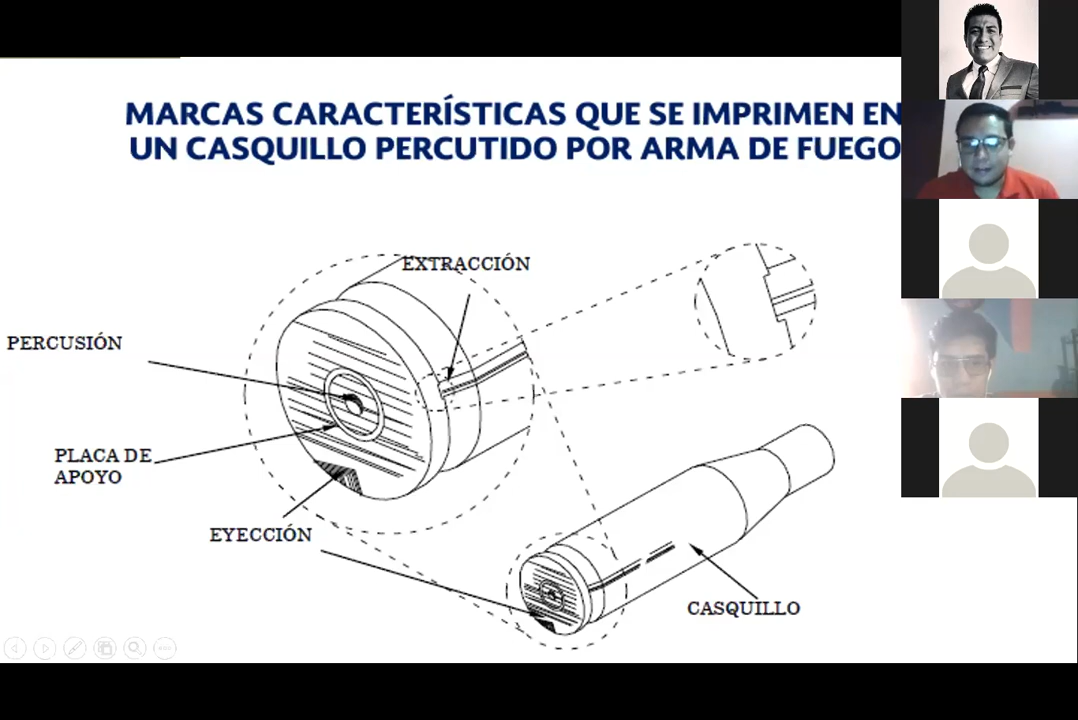 MARCAS CARACTERÍSTICAS QUE SE IMPRIMEN EN
UN CASQUILLO PERCUTIDO POR ARMA DE FUEGO
EXTRACCIÓN
PERCUSIÓN
PLACA DE
APOYO
EYECCIÓN
CASQUILLO